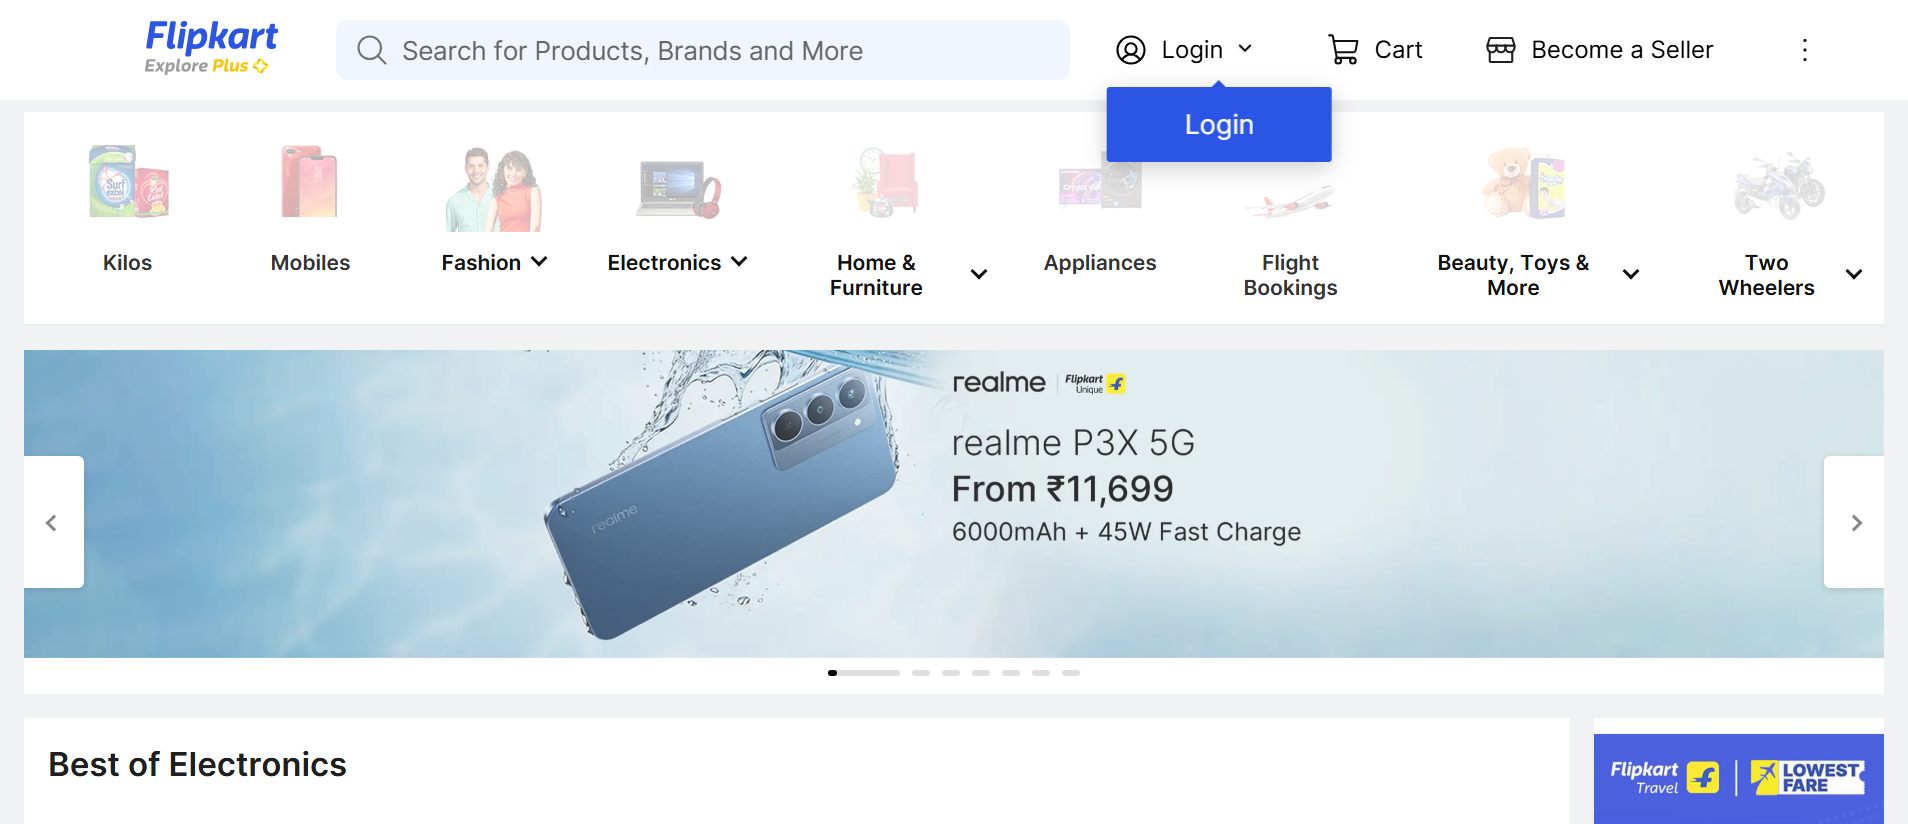 Flipkart
Explore Plus
Search for Products, Brands and More
Login
Cart
Become a Seller
Login
Surf
excel
Kilos
Mobiles
Fashion
Electronics
Home &
Furniture
Appliances
Flight
Bookings
Beauty, Toys &
More
Two
Wheelers
realme
realme
Flipkart
Unique
realme P3X 5G
From ₹11,699
6000mAh + 45W Fast Charge
Best of Electronics
Flipkart
Travel
LOWEST
FARE